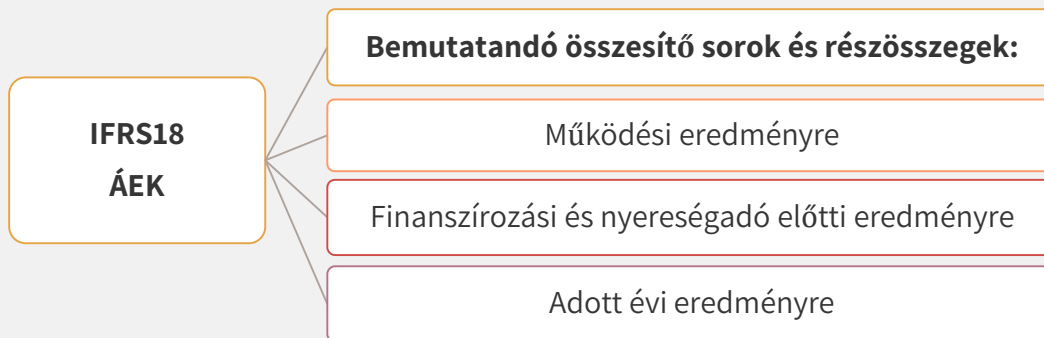 IFRS18
ÁEK
Bemutatandó összesítő sorok és részösszegek:
Működési eredményre
Finanszírozási és nyereségadó előtti eredményre
Adott évi eredményre